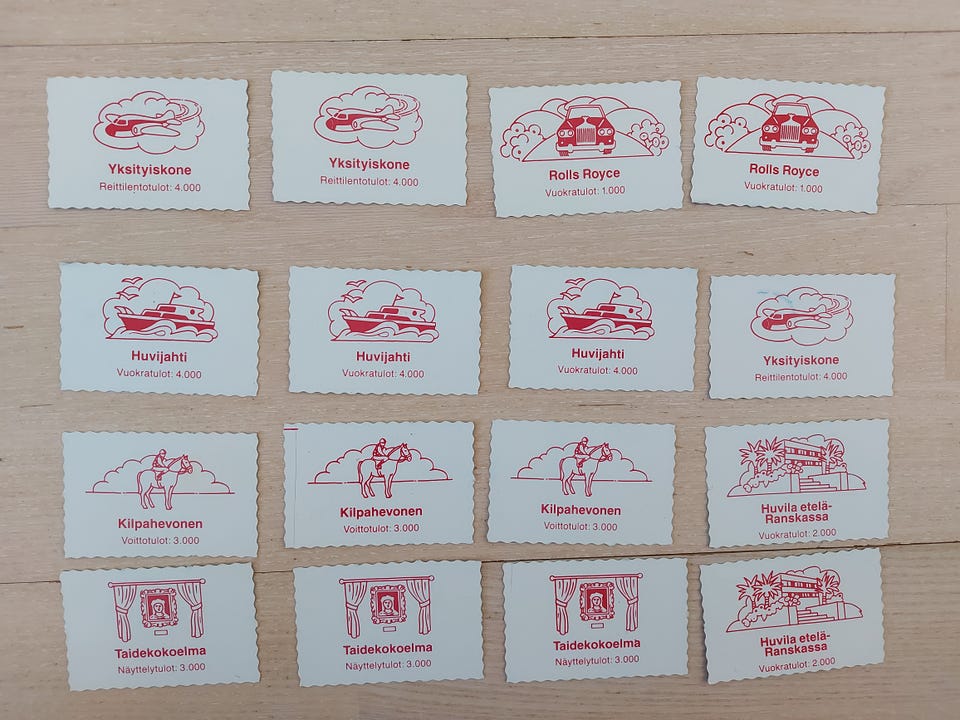 Yksityiskone
Reittilentotulot: 4.000
Yksityiskone
Reittilentotulot: 4.000
Rolls Royce
Vuokratulot: 1.000
Rolls Royce
Vuokratulot: 1.000
Huvijahti
Vuokratulot: 4.000
Huvijahti
Vuokratulot: 4.000
Huvijahti
Vuokratulot: 4.000
Yksityiskone
Reittilentotulot: 4.000
Kilpahevonen
Voittotulot: 3.000
Kilpahevonen
Voittotulot: 3.000
Kilpahevonen
Voittotulot: 3.000
Huvila etelä-
Ranskassa
Vuokratulot: 2.000
Taidekokoelma
Näyttelytulot: 3.000
Taidekokoelma
Näyttelytulot: 3.000
Taidekokoelma
Näyttelytulot: 3.000
Huvila etelä-
Ranskassa
Vuokratulot: 2.000